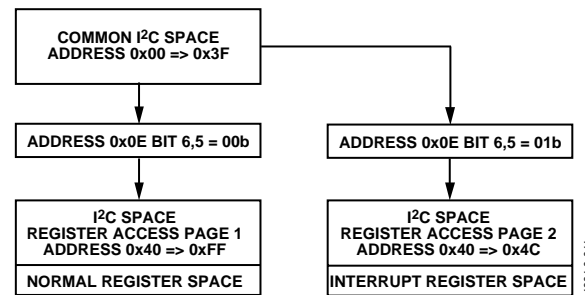 COMMON I²C SPACE
ADDRESS 0x00 => 0x3F
ADDRESS 0x0E BIT 6,5 = 00b
ADDRESS 0x0E BIT 6,5 = 01b
I²C SPACE
REGISTER ACCESS PAGE 1
ADDRESS 0x40 => 0xFF
NORMAL REGISTER SPACE
I²C SPACE
REGISTER ACCESS PAGE 2
ADDRESS 0x40 => 0x4C
INTERRUPT REGISTER SPACE